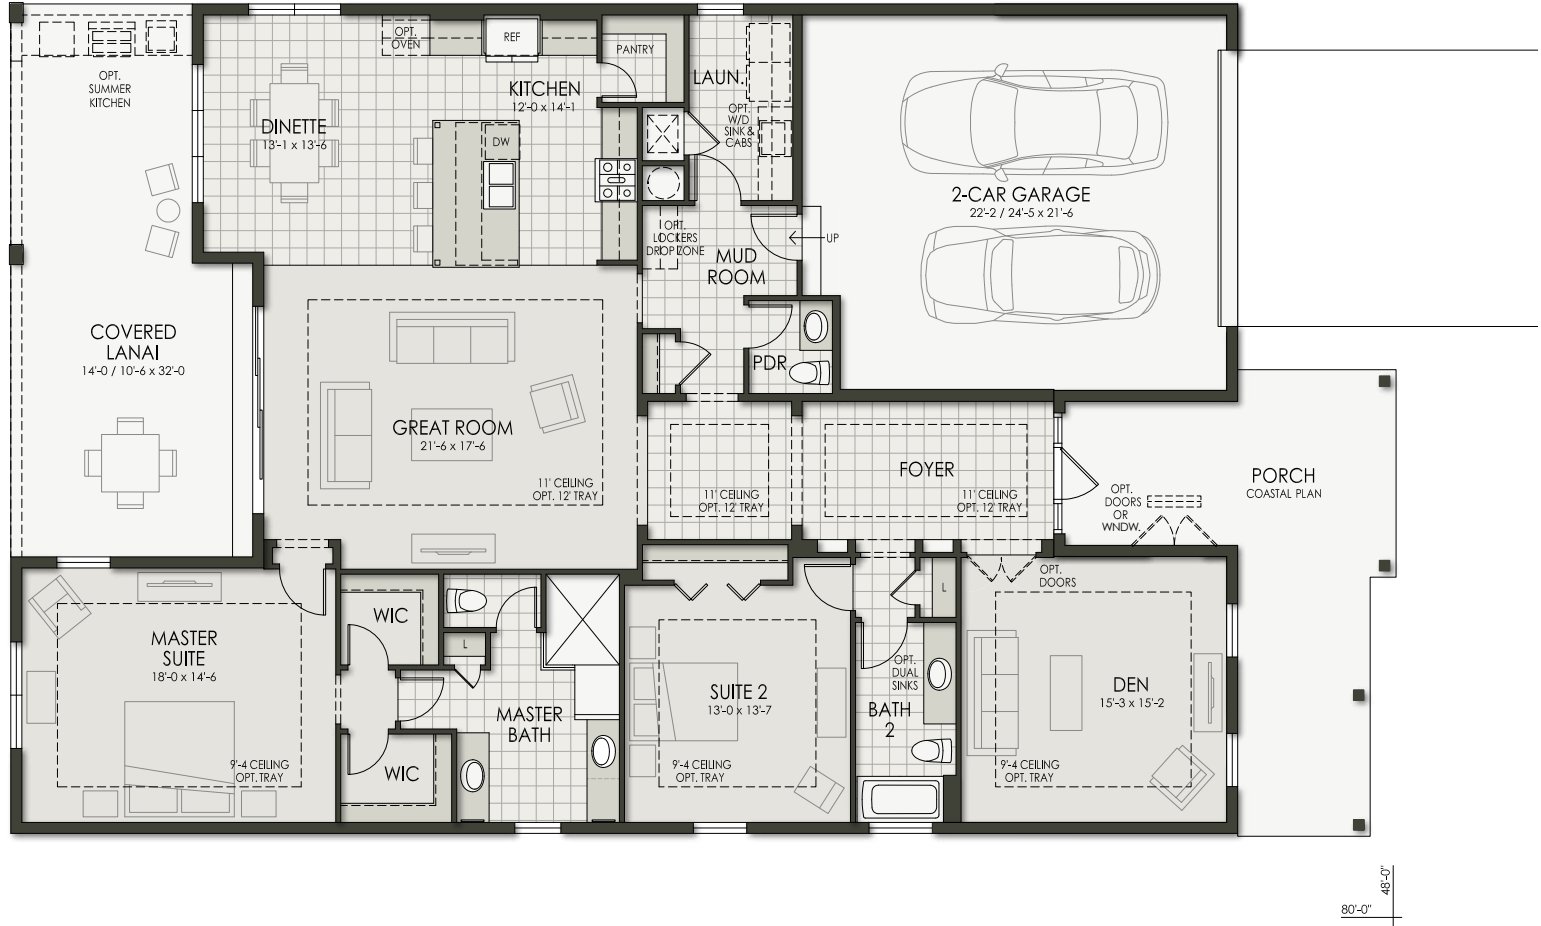 OPT.
SUMMER
KITCHEN
OPT.
OVEN
REF
PANTRY
KITCHEN
12'-0 x 14'-1
DINETTE
13'-1 x 13'-6
DW
LAUN.
OPT.
W/D
SINK &
CABS
2-CAR GARAGE
22'-2 / 24'-5 x 21'-6
OPT.
LOCKERS
DROP ZONE
MUD
ROOM
UP
PDR
COVERED
LANAI
14'-0 / 10'-6 x 32'-0
GREAT ROOM
21'-6 x 17'-6
11' CEILING
OPT. 12' TRAY
11' CEILING
OPT. 12' TRAY
FOYER
11' CEILING
OPT. 12' TRAY
PORCH
COASTAL PLAN
OPT.
DOORS
OR
WNDW.
OPT.
DOORS
MASTER
SUITE
18'-0 x 14'-6
9'-4 CEILING
OPT. TRAY
WIC
WIC
L
MASTER
BATH
SUITE 2
13'-0 x 13'-7
9'-4 CEILING
OPT. TRAY
L
OPT.
DUAL
SINKS
BATH
2
DEN
15'-3 x 15'-2
9'-4 CEILING
OPT. TRAY
48'-0"
80'-0"